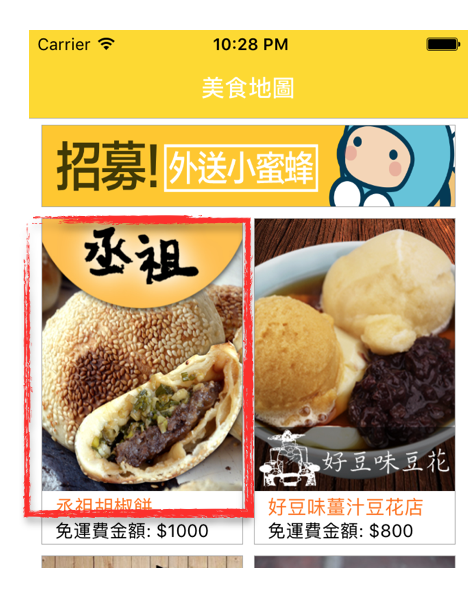 Carrier 10:28 PM
美食地圖
招募! 外送小蜜蜂
丞祖
好豆味豆花
丞祖胡椒餅
好豆味薑汁豆花店
免運費金額: $1000
免運費金額: $800